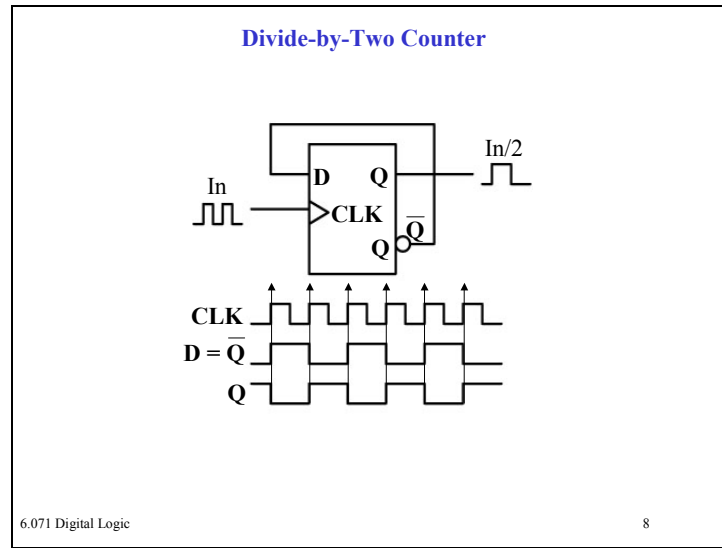 Divide-by-Two Counter
In/2
D Q
In
CLK
Q̅
Q
CLK
D = Q̅
Q
6.071 Digital Logic 8